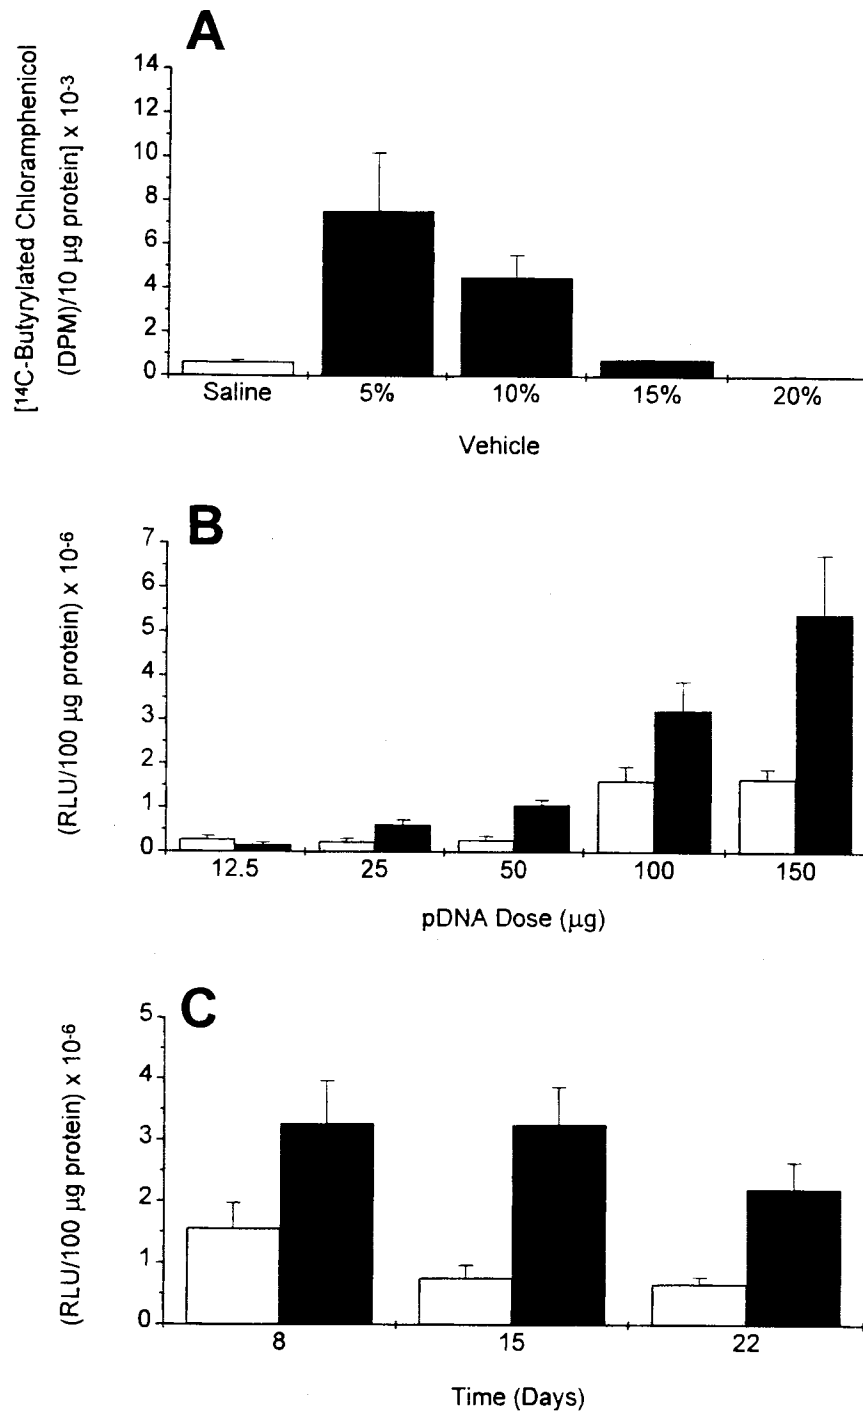 A
[¹⁴C-Butyrylated Chloramphenicol
(DPM)/10 µg protein] x 10⁻³
14
12
10
8
6
4
2
0
Saline 5% 10% 15% 20%
Vehicle
B
(RLU/100 µg protein) x 10⁻⁶
7
6
5
4
3
2
1
0
12.5 25 50 100 150
pDNA Dose (µg)
C
(RLU/100 µg protein) x 10⁻⁶
5
4
3
2
1
0
8 15 22
Time (Days)